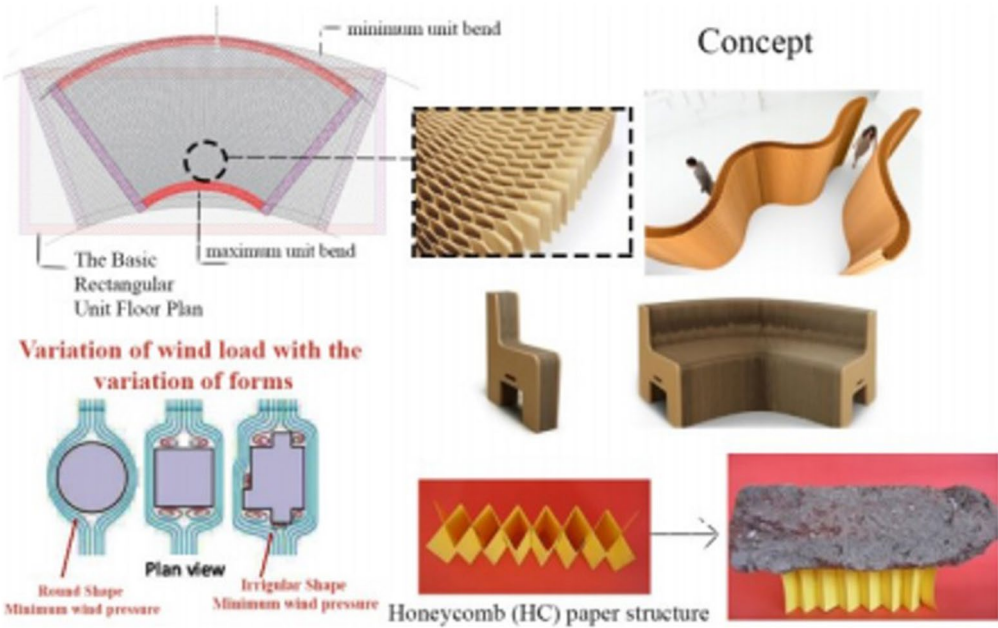 minimum unit bend
Concept
maximum unit bend
The Basic
Rectangular
Unit Floor Plan
Variation of wind load with the
variation of forms
Plan view
Round Shape
Minimum wind pressure
Irrigular Shape
Minimum wind pressure
Honeycomb (HC) paper structure